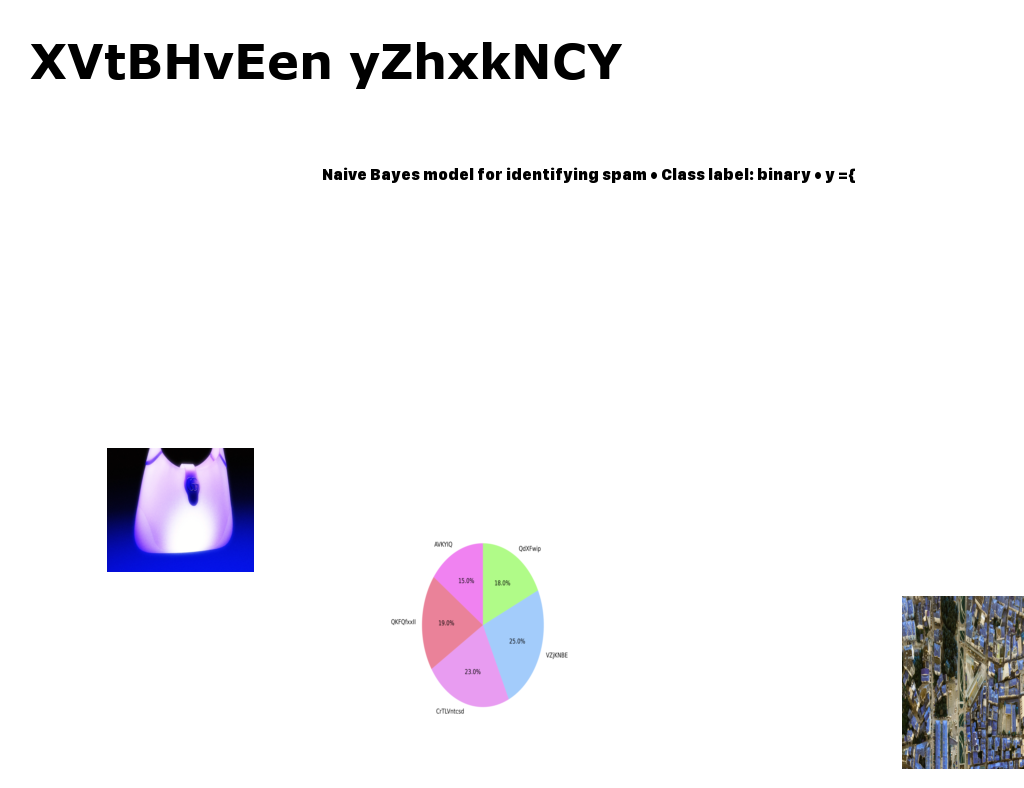 XVtBHvEen yZhxkNCY
Naive Bayes model for identifying spam • Class label: binary • y ={
AVKYIQ
QdXFwip
15.0%
18.0%
QKFQfxxll
19.0%
25.0%
VZjKNBE
23.0%
CrTLVntcsd